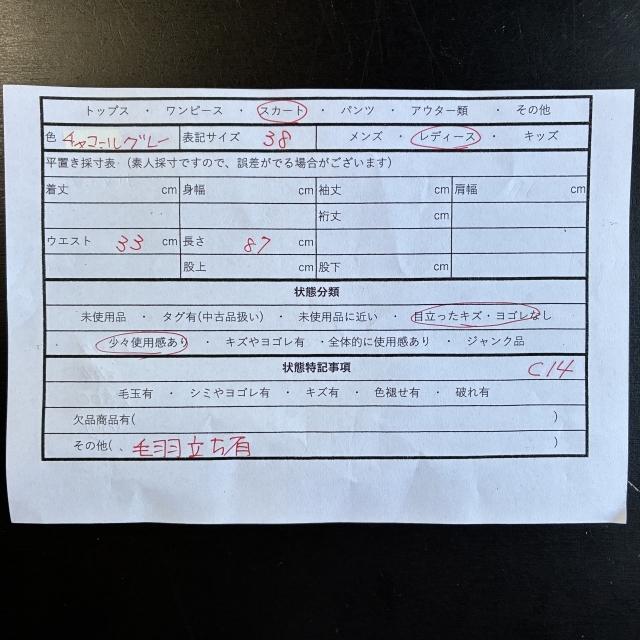 トップス ・ ワンピース ・ スカート ・ パンツ ・ アウター類 ・ その他
色 チャコールグレー 表記サイズ 38 メンズ ・ レディース ・ キッズ
平置き採寸表（素人採寸ですので、誤差がでる場合がございます）
着丈 cm 身幅 cm 袖丈 cm 肩幅 cm
裄丈 cm
ウエスト 33 cm 長さ 87
股上 cm 股下 cm
状態分類
未使用品 ・ タグ有(中古品扱い) ・ 未使用品に近い ・ 目立ったキズ・ヨゴレなし
・ 少々使用感あり ・ キズやヨゴレ有 ・全体的に使用感あり ・ ジャンク品
状態特記事項 C14
毛玉有 ・ シミやヨゴレ有 ・ キズ有 ・ 色褪せ有 ・ 破れ有
欠品商品有( )
その他( 、毛羽立ち有 )